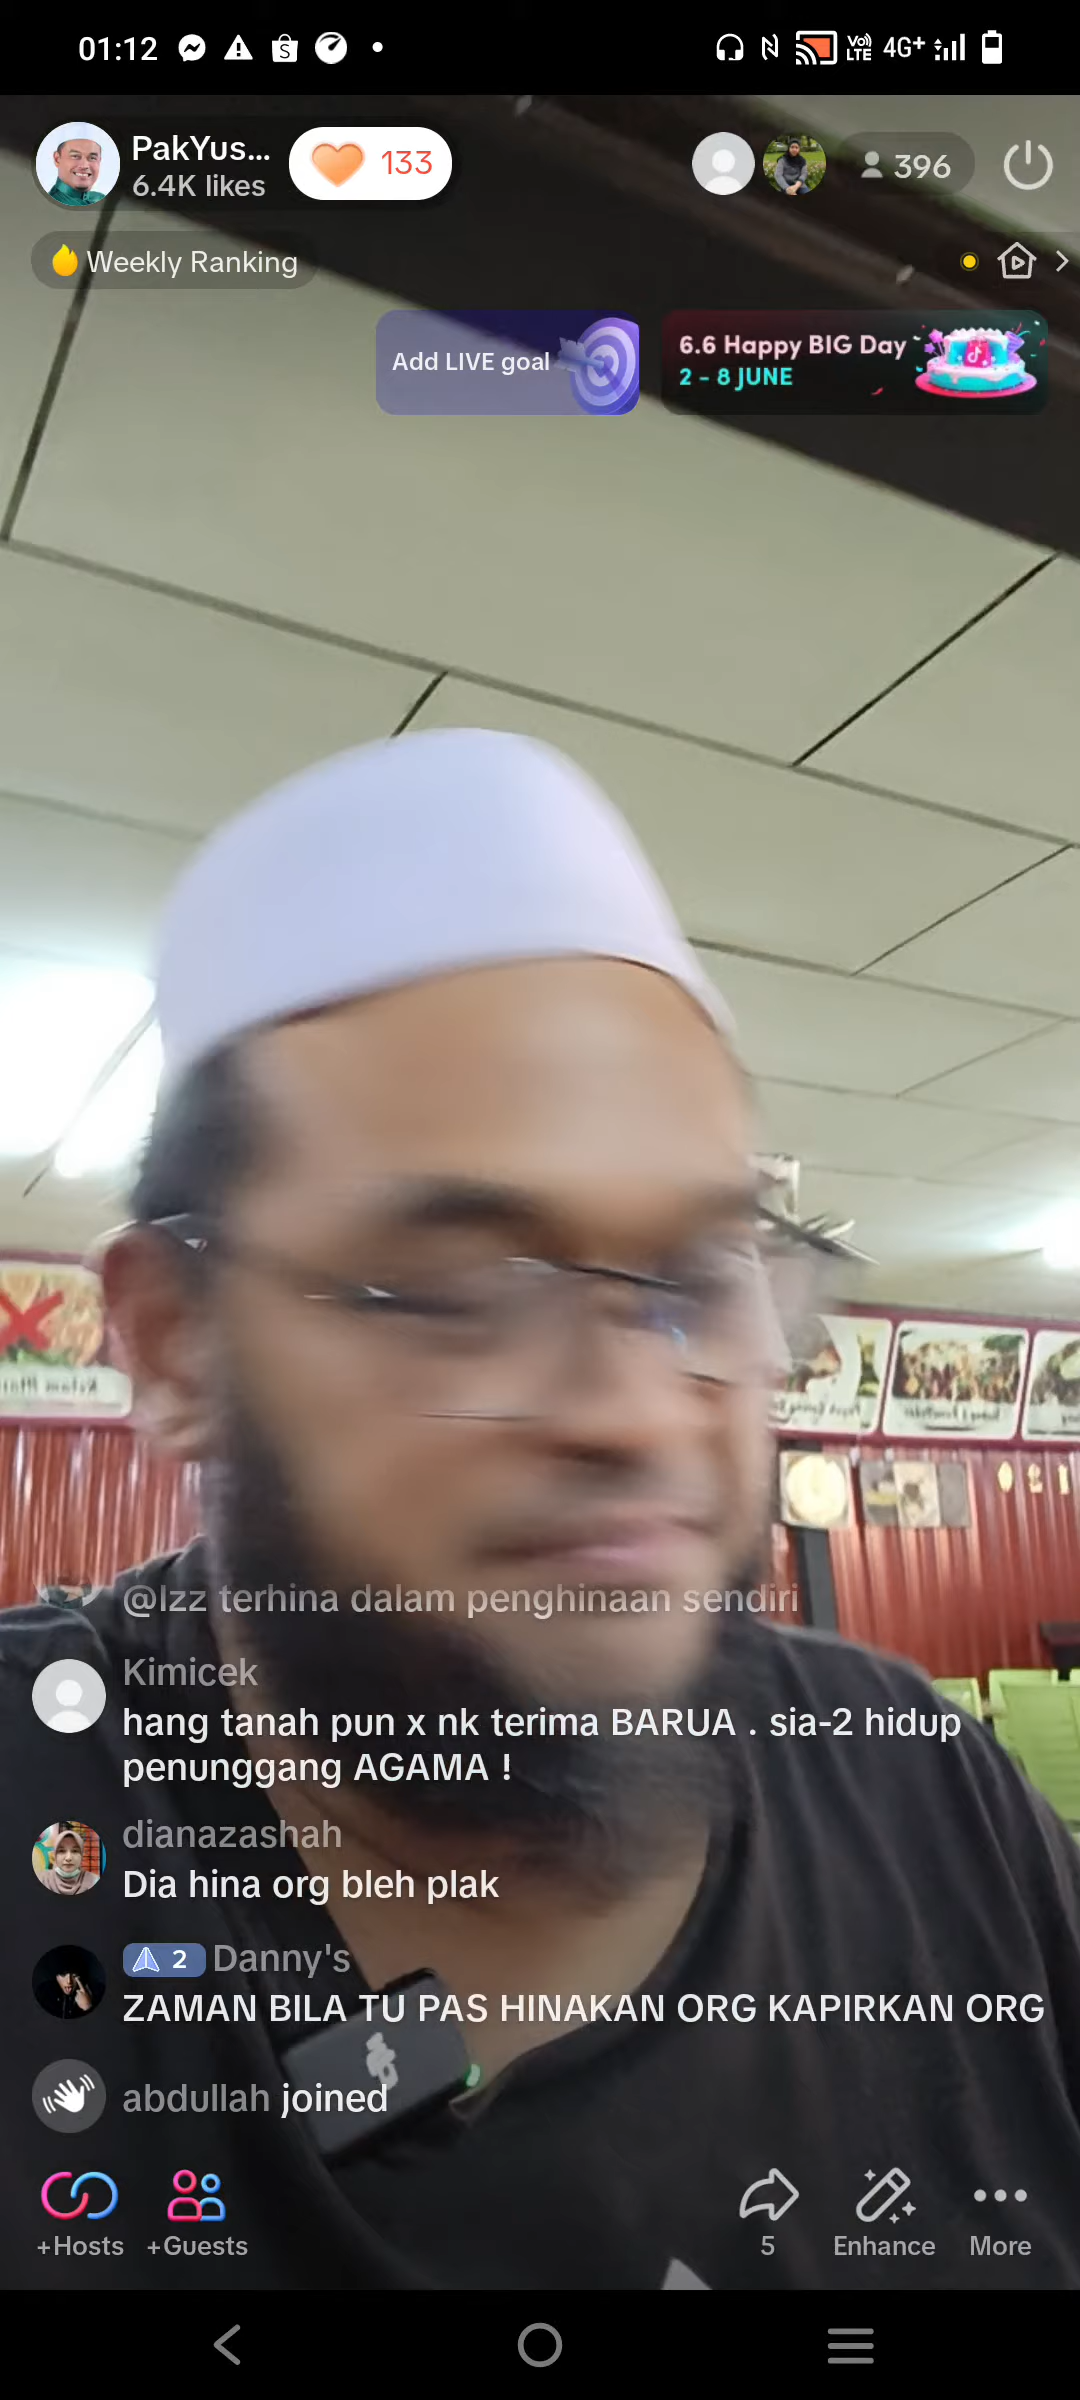 01:12
VoLTE 4G+
PakYus...
6.4K likes
133
396
Weekly Ranking
Add LIVE goal
6.6 Happy BIG Day
2 - 8 JUNE
@Izz terhina dalam penghinaan sendiri
Kimicek
hang tanah pun x nk terima BARUA . sia-2 hidup
penunggang AGAMA !
dianazashah
Dia hina org bleh plak
2 Danny's
ZAMAN BILA TU PAS HINAKAN ORG KAPIRKAN ORG
abdullah joined
+Hosts
+Guests
5
Enhance
More